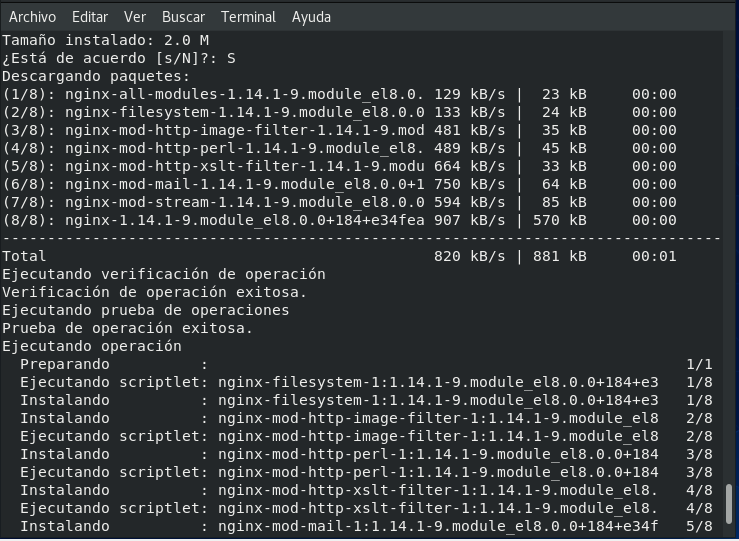 Archivo Editar Ver Buscar Terminal Ayuda
Tamaño instalado: 2.0 M
¿Está de acuerdo [s/N]?: S
Descargando paquetes:
(1/8): nginx-all-modules-1.14.1-9.module_el8.0. 129 kB/s |  23 kB     00:00
(2/8): nginx-filesystem-1.14.1-9.module_el8.0.0 133 kB/s |  24 kB     00:00
(3/8): nginx-mod-http-image-filter-1.14.1-9.mod 481 kB/s |  35 kB     00:00
(4/8): nginx-mod-http-perl-1.14.1-9.module_el8. 489 kB/s |  45 kB     00:00
(5/8): nginx-mod-http-xslt-filter-1.14.1-9.modu 664 kB/s |  33 kB     00:00
(6/8): nginx-mod-mail-1.14.1-9.module_el8.0.0+1 750 kB/s |  64 kB     00:00
(7/8): nginx-mod-stream-1.14.1-9.module_el8.0.0 594 kB/s |  85 kB     00:00
(8/8): nginx-1.14.1-9.module_el8.0.0+184+e34fea 907 kB/s | 570 kB     00:00
--------------------------------------------------------------------------------
Total                                           820 kB/s | 881 kB     00:01
Ejecutando verificación de operación
Verificación de operación exitosa.
Ejecutando prueba de operaciones
Prueba de operación exitosa.
Ejecutando operación
  Preparando          :                                                     1/1
  Ejecutando scriptlet: nginx-filesystem-1:1.14.1-9.module_el8.0.0+184+e3   1/8
  Instalando          : nginx-filesystem-1:1.14.1-9.module_el8.0.0+184+e3   1/8
  Instalando          : nginx-mod-http-image-filter-1:1.14.1-9.module_el8   2/8
  Ejecutando scriptlet: nginx-mod-http-image-filter-1:1.14.1-9.module_el8   2/8
  Instalando          : nginx-mod-http-perl-1:1.14.1-9.module_el8.0.0+184   3/8
  Ejecutando scriptlet: nginx-mod-http-perl-1:1.14.1-9.module_el8.0.0+184   3/8
  Instalando          : nginx-mod-http-xslt-filter-1:1.14.1-9.module_el8.   4/8
  Ejecutando scriptlet: nginx-mod-http-xslt-filter-1:1.14.1-9.module_el8.   4/8
  Instalando          : nginx-mod-mail-1:1.14.1-9.module_el8.0.0+184+e34f   5/8